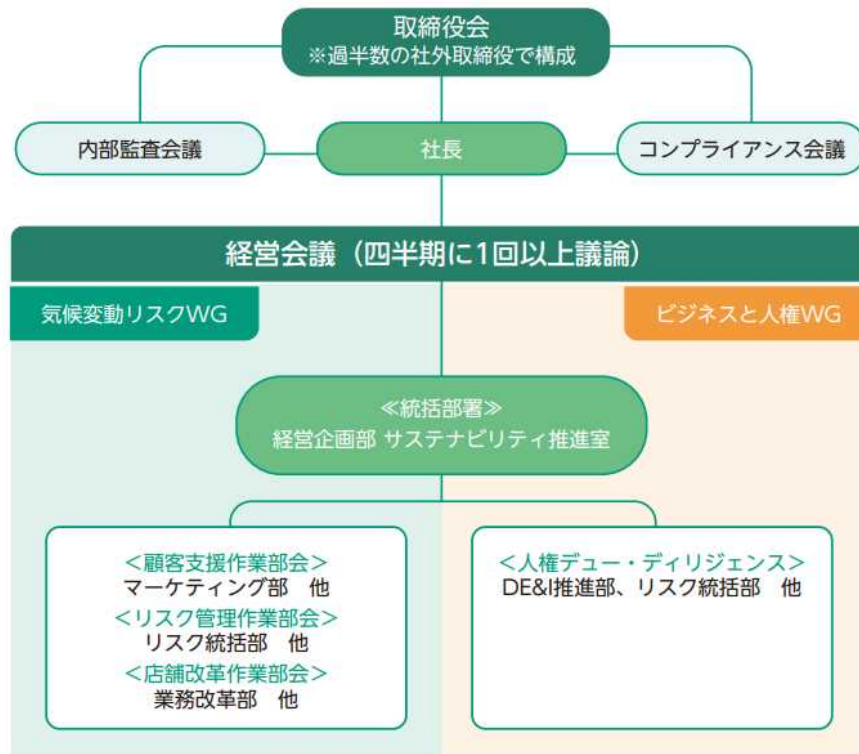 取締役会
※過半数の社外取締役で構成
内部監査会議
社長
コンプライアンス会議
経営会議（四半期に1回以上議論）
気候変動リスクWG
ビジネスと人権WG
≪統括部署≫
経営企画部 サステナビリティ推進室
＜顧客支援作業部会＞
マーケティング部　他
＜リスク管理作業部会＞
リスク統括部　他
＜店舗改革作業部会＞
業務改革部　他
＜人権デュー・ディリジェンス＞
DE&I推進部、リスク統括部　他